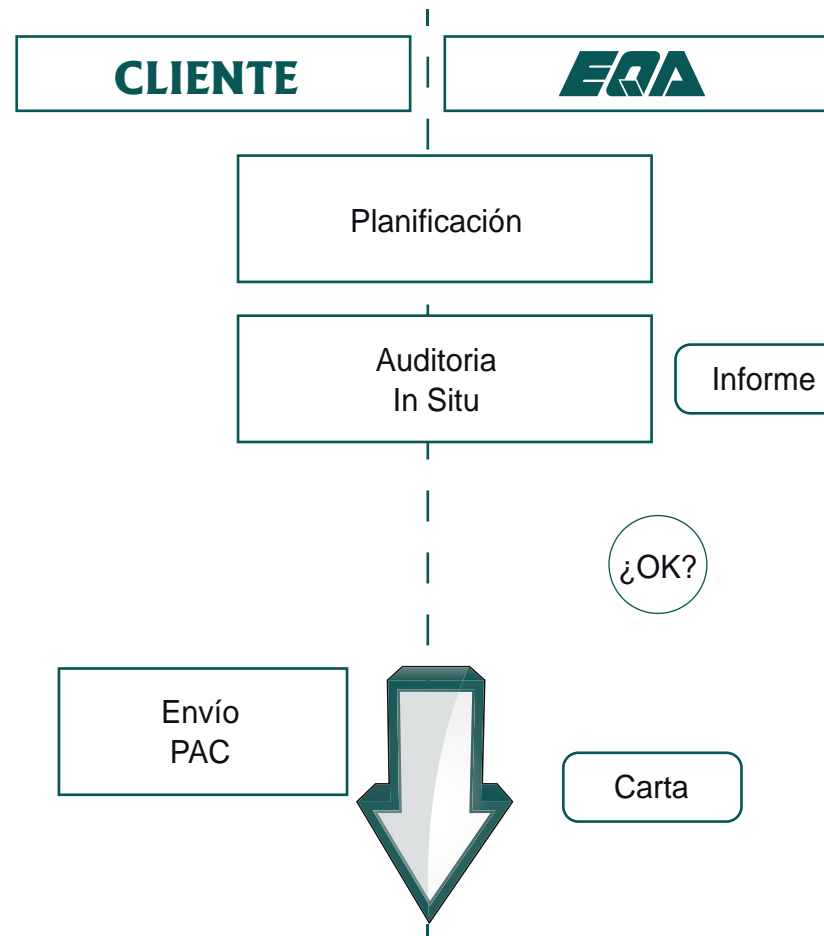 CLIENTE
EQA
Planificación
Auditoria
In Situ
Informe
¿OK?
Envío
PAC
Carta